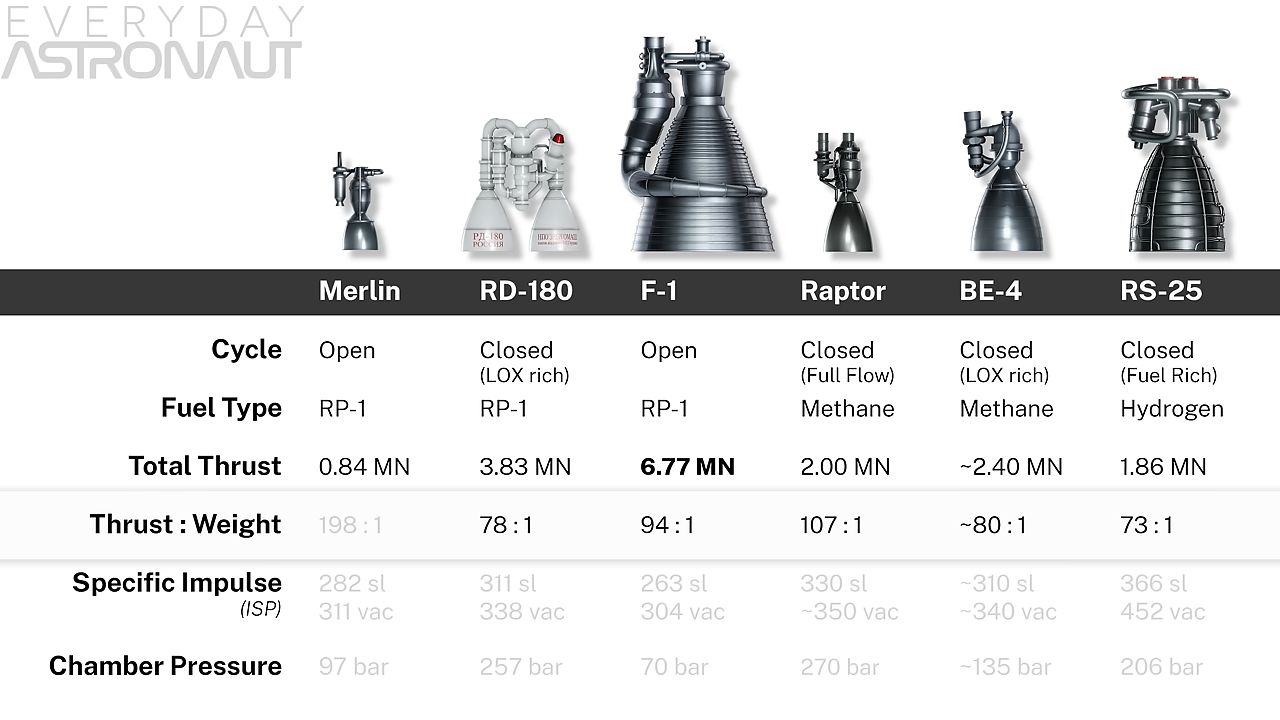 EVERYDAY
ASTRONAUT
РД-180
РОССИЯ
НПО ЭНЕРГОМАШ
Merlin RD-180 F-1 Raptor BE-4 RS-25
Cycle Open Closed Open Closed Closed Closed
(LOX rich) (Full Flow) (LOX rich) (Fuel Rich)
Fuel Type RP-1 RP-1 RP-1 Methane Methane Hydrogen
Total Thrust 0.84 MN 3.83 MN 6.77 MN 2.00 MN ~2.40 MN 1.86 MN
Thrust : Weight 198 : 1 78 : 1 94 : 1 107 : 1 ~80 : 1 73 : 1
Specific Impulse 282 sl 311 sl 263 sl 330 sl ~310 sl 366 sl
(ISP) 311 vac 338 vac 304 vac ~350 vac ~340 vac 452 vac
Chamber Pressure 97 bar 257 bar 70 bar 270 bar ~135 bar 206 bar